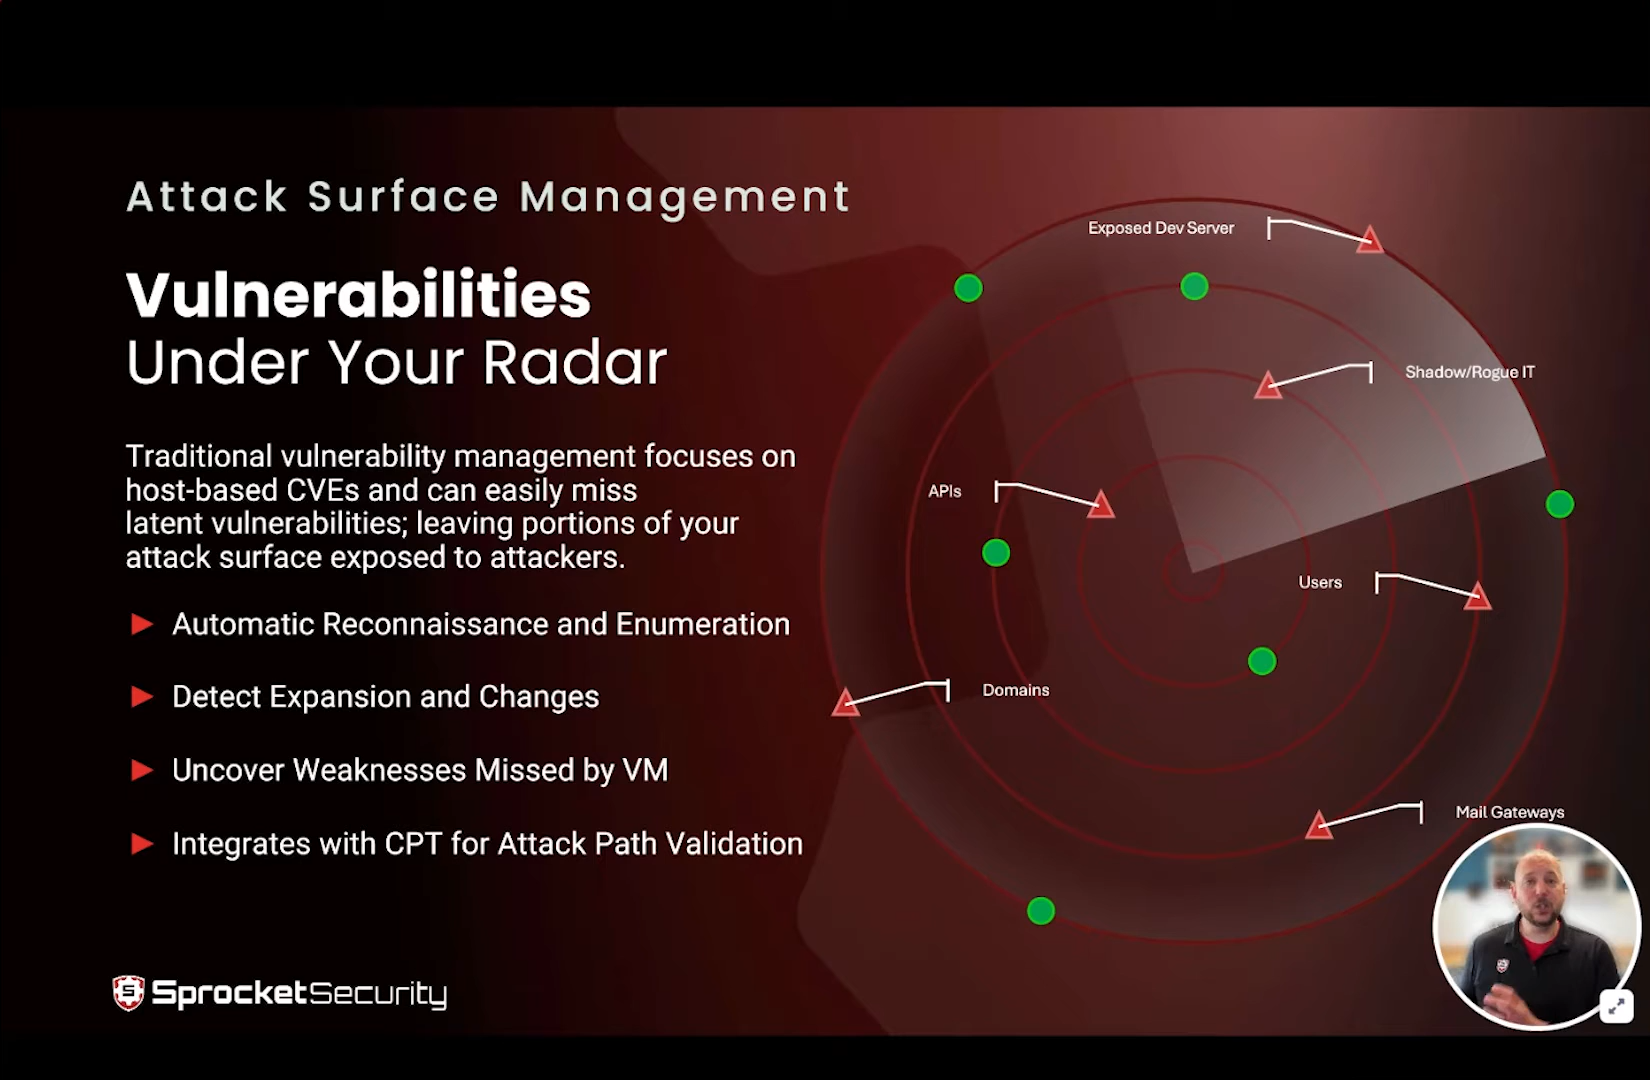 Attack Surface Management
Vulnerabilities
Under Your Radar
Traditional vulnerability management focuses on
host-based CVEs and can easily miss
latent vulnerabilities; leaving portions of your
attack surface exposed to attackers.
Automatic Reconnaissance and Enumeration
Detect Expansion and Changes
Uncover Weaknesses Missed by VM
Integrates with CPT for Attack Path Validation
SprocketSecurity
Exposed Dev Server
Shadow/Rogue IT
APIs
Users
Domains
Mail Gateways